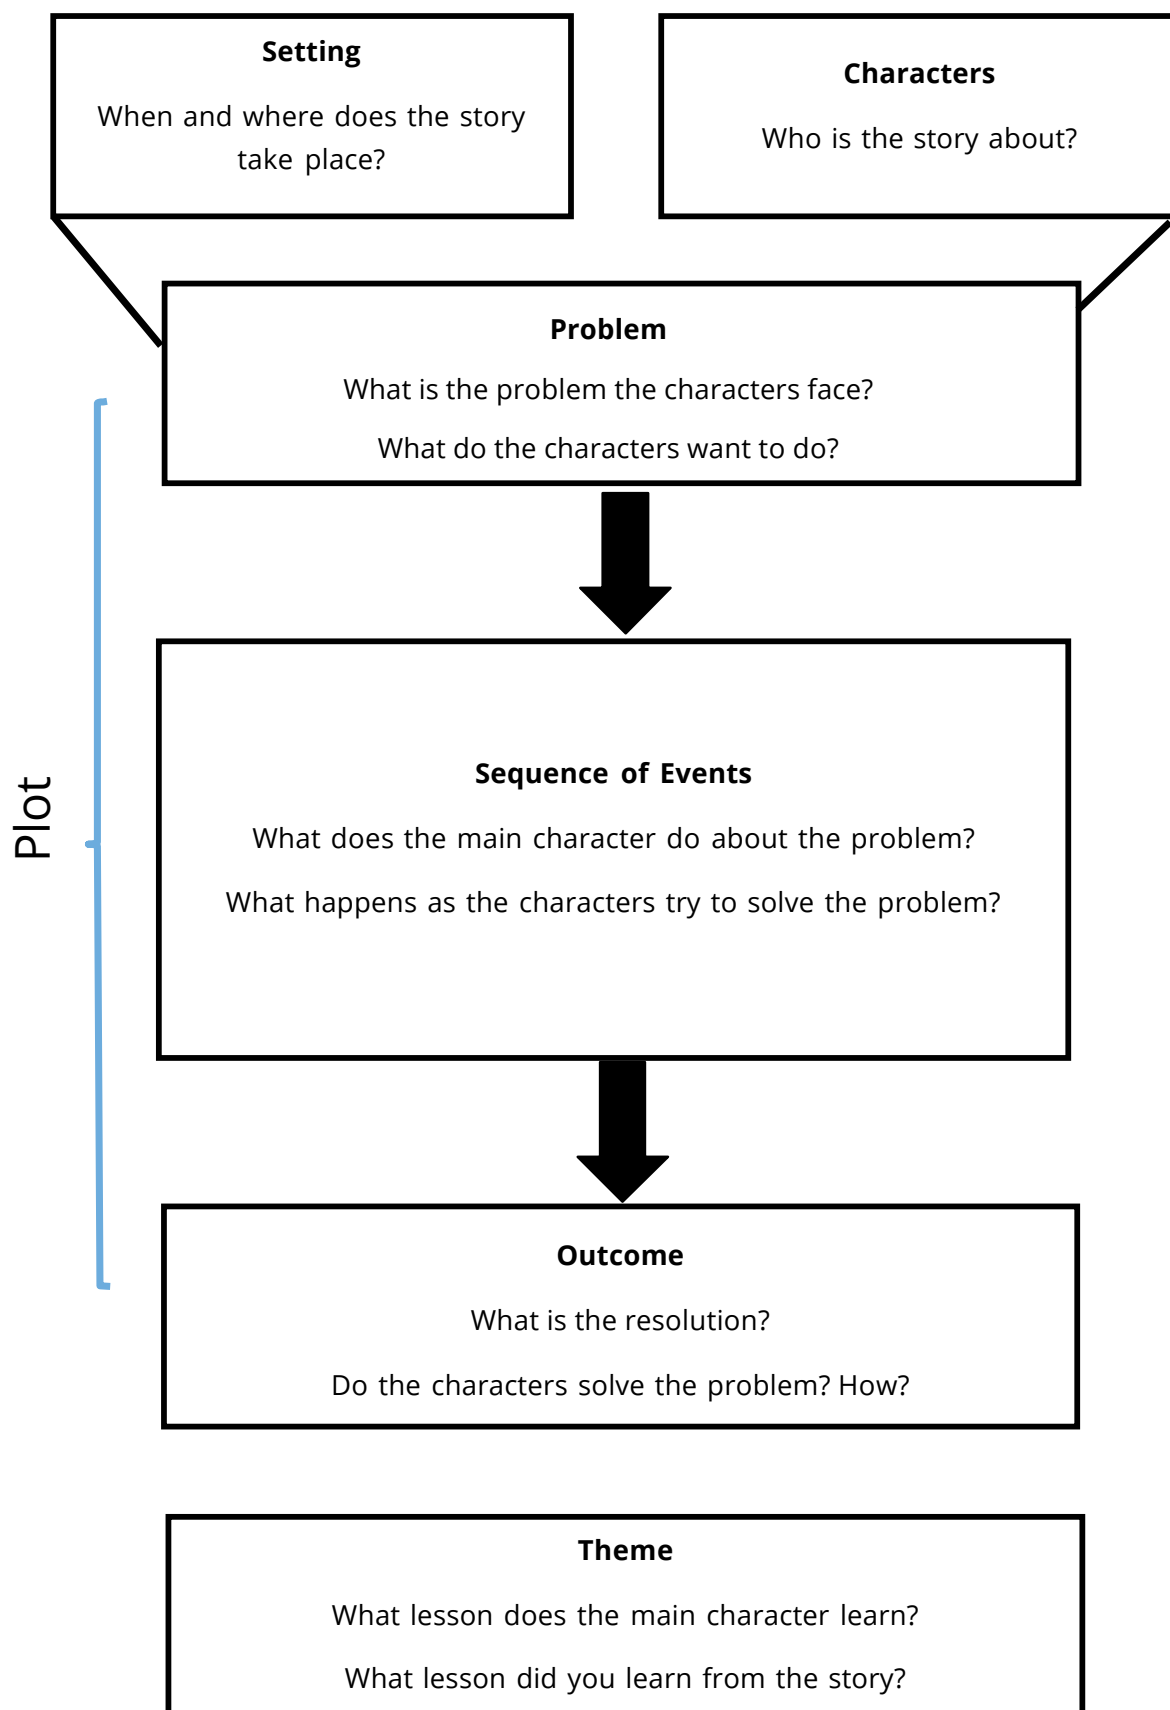 Setting
When and where does the story
take place?
Characters
Who is the story about?
Problem
What is the problem the characters face?
What do the characters want to do?
Plot
Sequence of Events
What does the main character do about the problem?
What happens as the characters try to solve the problem?
Outcome
What is the resolution?
Do the characters solve the problem? How?
Theme
What lesson does the main character learn?
What lesson did you learn from the story?